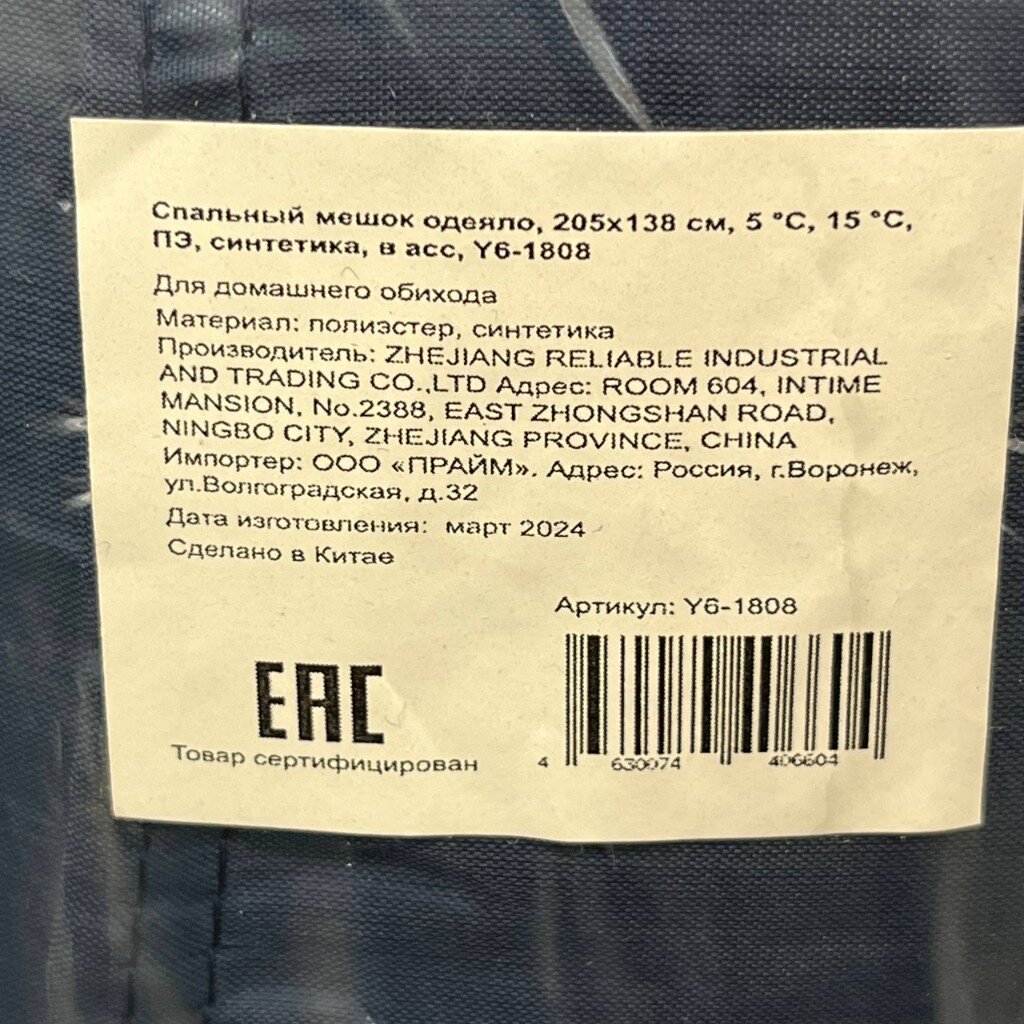 Спальный мешок одеяло, 205х138 см, 5 °C, 15 °C,
ПЭ, синтетика, в асс, Y6-1808
Для домашнего обихода
Материал: полиэстер, синтетика
Производитель: ZHEJIANG RELIABLE INDUSTRIAL
AND TRADING CO.,LTD Адрес: ROOM 604, INTIME
MANSION, No.2388, EAST ZHONGSHAN ROAD,
NINGBO CITY, ZHEJIANG PROVINCE, CHINA
Импортер: ООО «ПРАЙМ». Адрес: Россия, г.Воронеж,
ул.Волгоградская, д.32
Дата изготовления: март 2024
Сделано в Китае
Артикул: Y6-1808
EAC
Товар сертифицирован
4 630074 406604